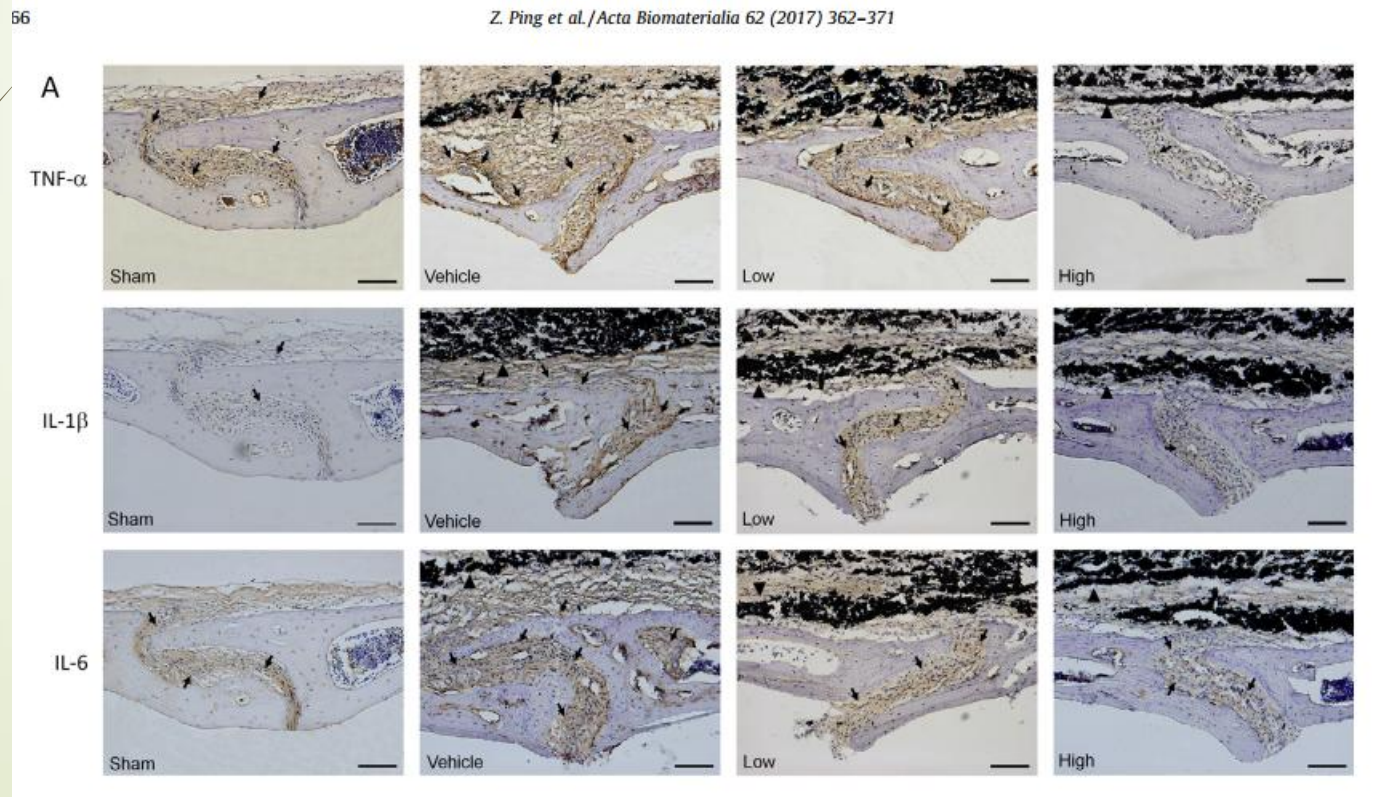 66
Z. Ping et al./Acta Biomaterialia 62 (2017) 362–371
A
TNF-α
Sham
Vehicle
Low
High
IL-1β
Sham
Vehicle
Low
High
IL-6
Sham
Vehicle
Low
High